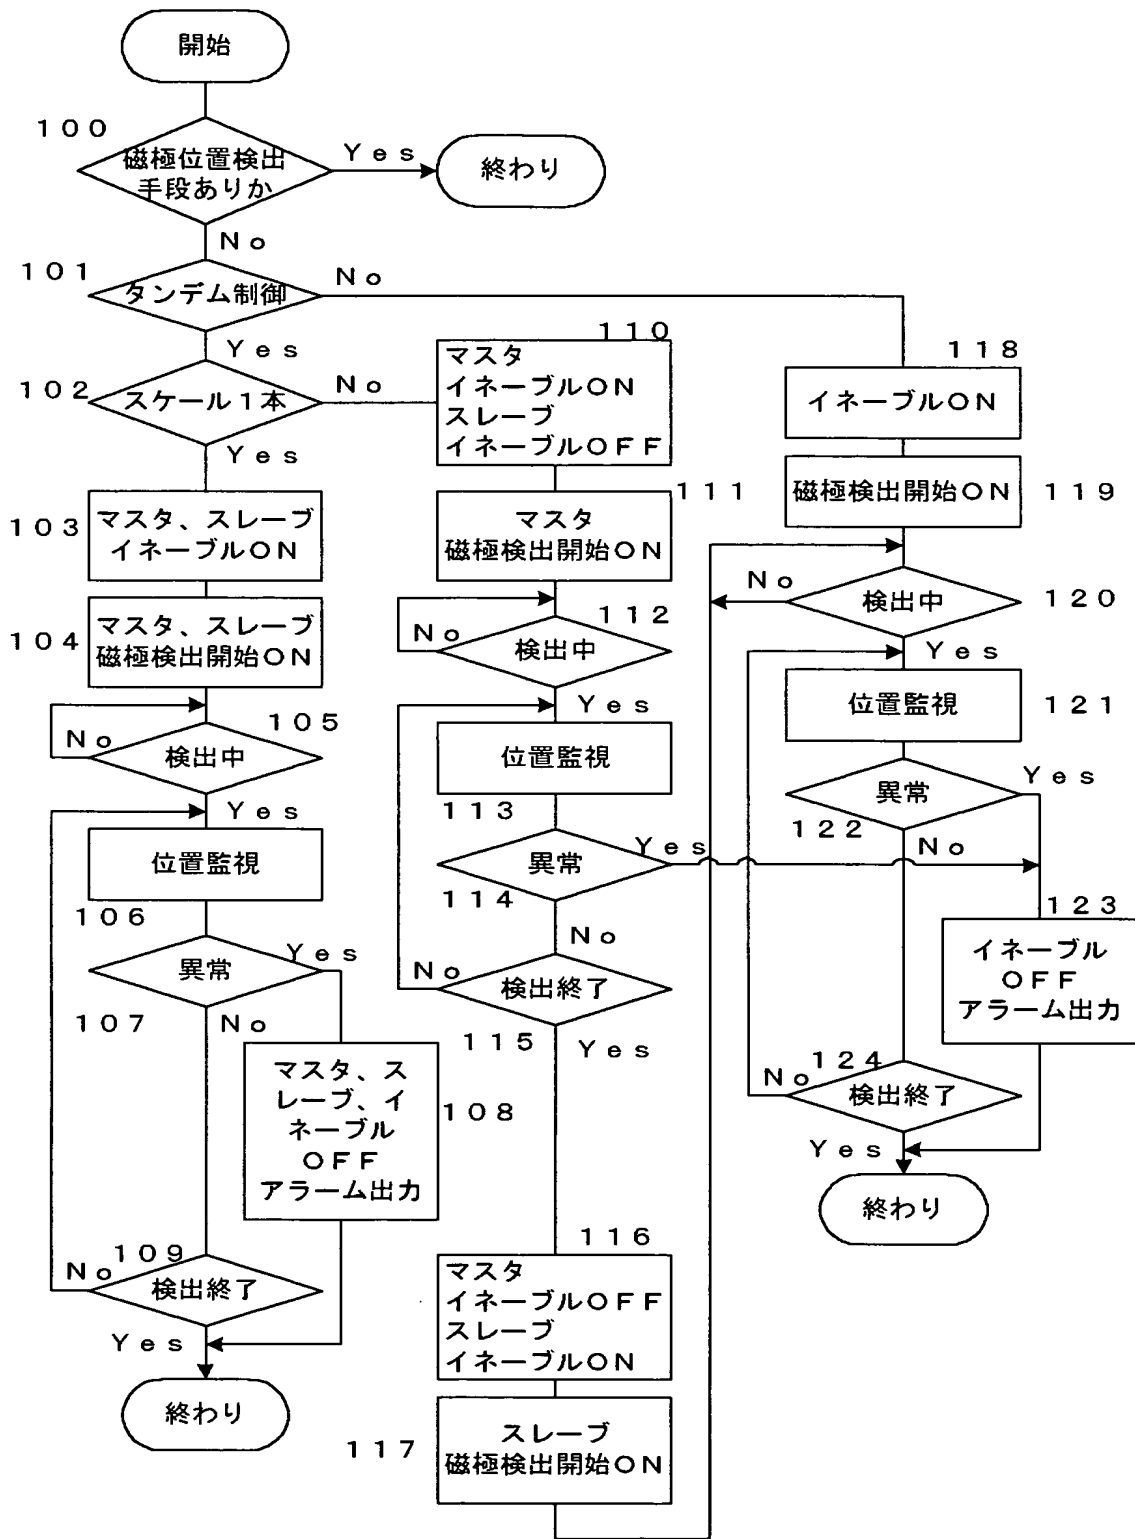 開始
１００
磁極位置検出
手段ありか
Ｙｅｓ
終わり
Ｎｏ
１０１
タンデム制御
Ｎｏ
Ｙｅｓ
１０２
スケール１本
Ｎｏ
Ｙｅｓ
１０３
マスタ、スレーブ
イネーブルＯＮ
１０４
マスタ、スレーブ
磁極検出開始ＯＮ
１０５
Ｎｏ
検出中
Ｙｅｓ
位置監視
１０６
異常
Ｙｅｓ
１０７
Ｎｏ
マスタ、ス
レーブ、イ
ネーブル
ＯＦＦ
アラーム出力
１０８
１０９
Ｎｏ
検出終了
Ｙｅｓ
終わり
１１０
マスタ
イネーブルＯＮ
スレーブ
イネーブルＯＦＦ
１１１
マスタ
磁極検出開始ＯＮ
１１２
Ｎｏ
検出中
Ｙｅｓ
位置監視
１１３
異常
Ｙｅｓ
１１４
Ｎｏ
Ｎｏ
検出終了
１１５
Ｙｅｓ
１１６
マスタ
イネーブルＯＦＦ
スレーブ
イネーブルＯＮ
１１７
スレーブ
磁極検出開始ＯＮ
１１８
イネーブルＯＮ
磁極検出開始ＯＮ
１１９
Ｎｏ
検出中
１２０
Ｙｅｓ
位置監視
１２１
異常
Ｙｅｓ
１２２
Ｎｏ
１２３
イネーブル
ＯＦＦ
アラーム出力
１２４
Ｎｏ
検出終了
Ｙｅｓ
終わり